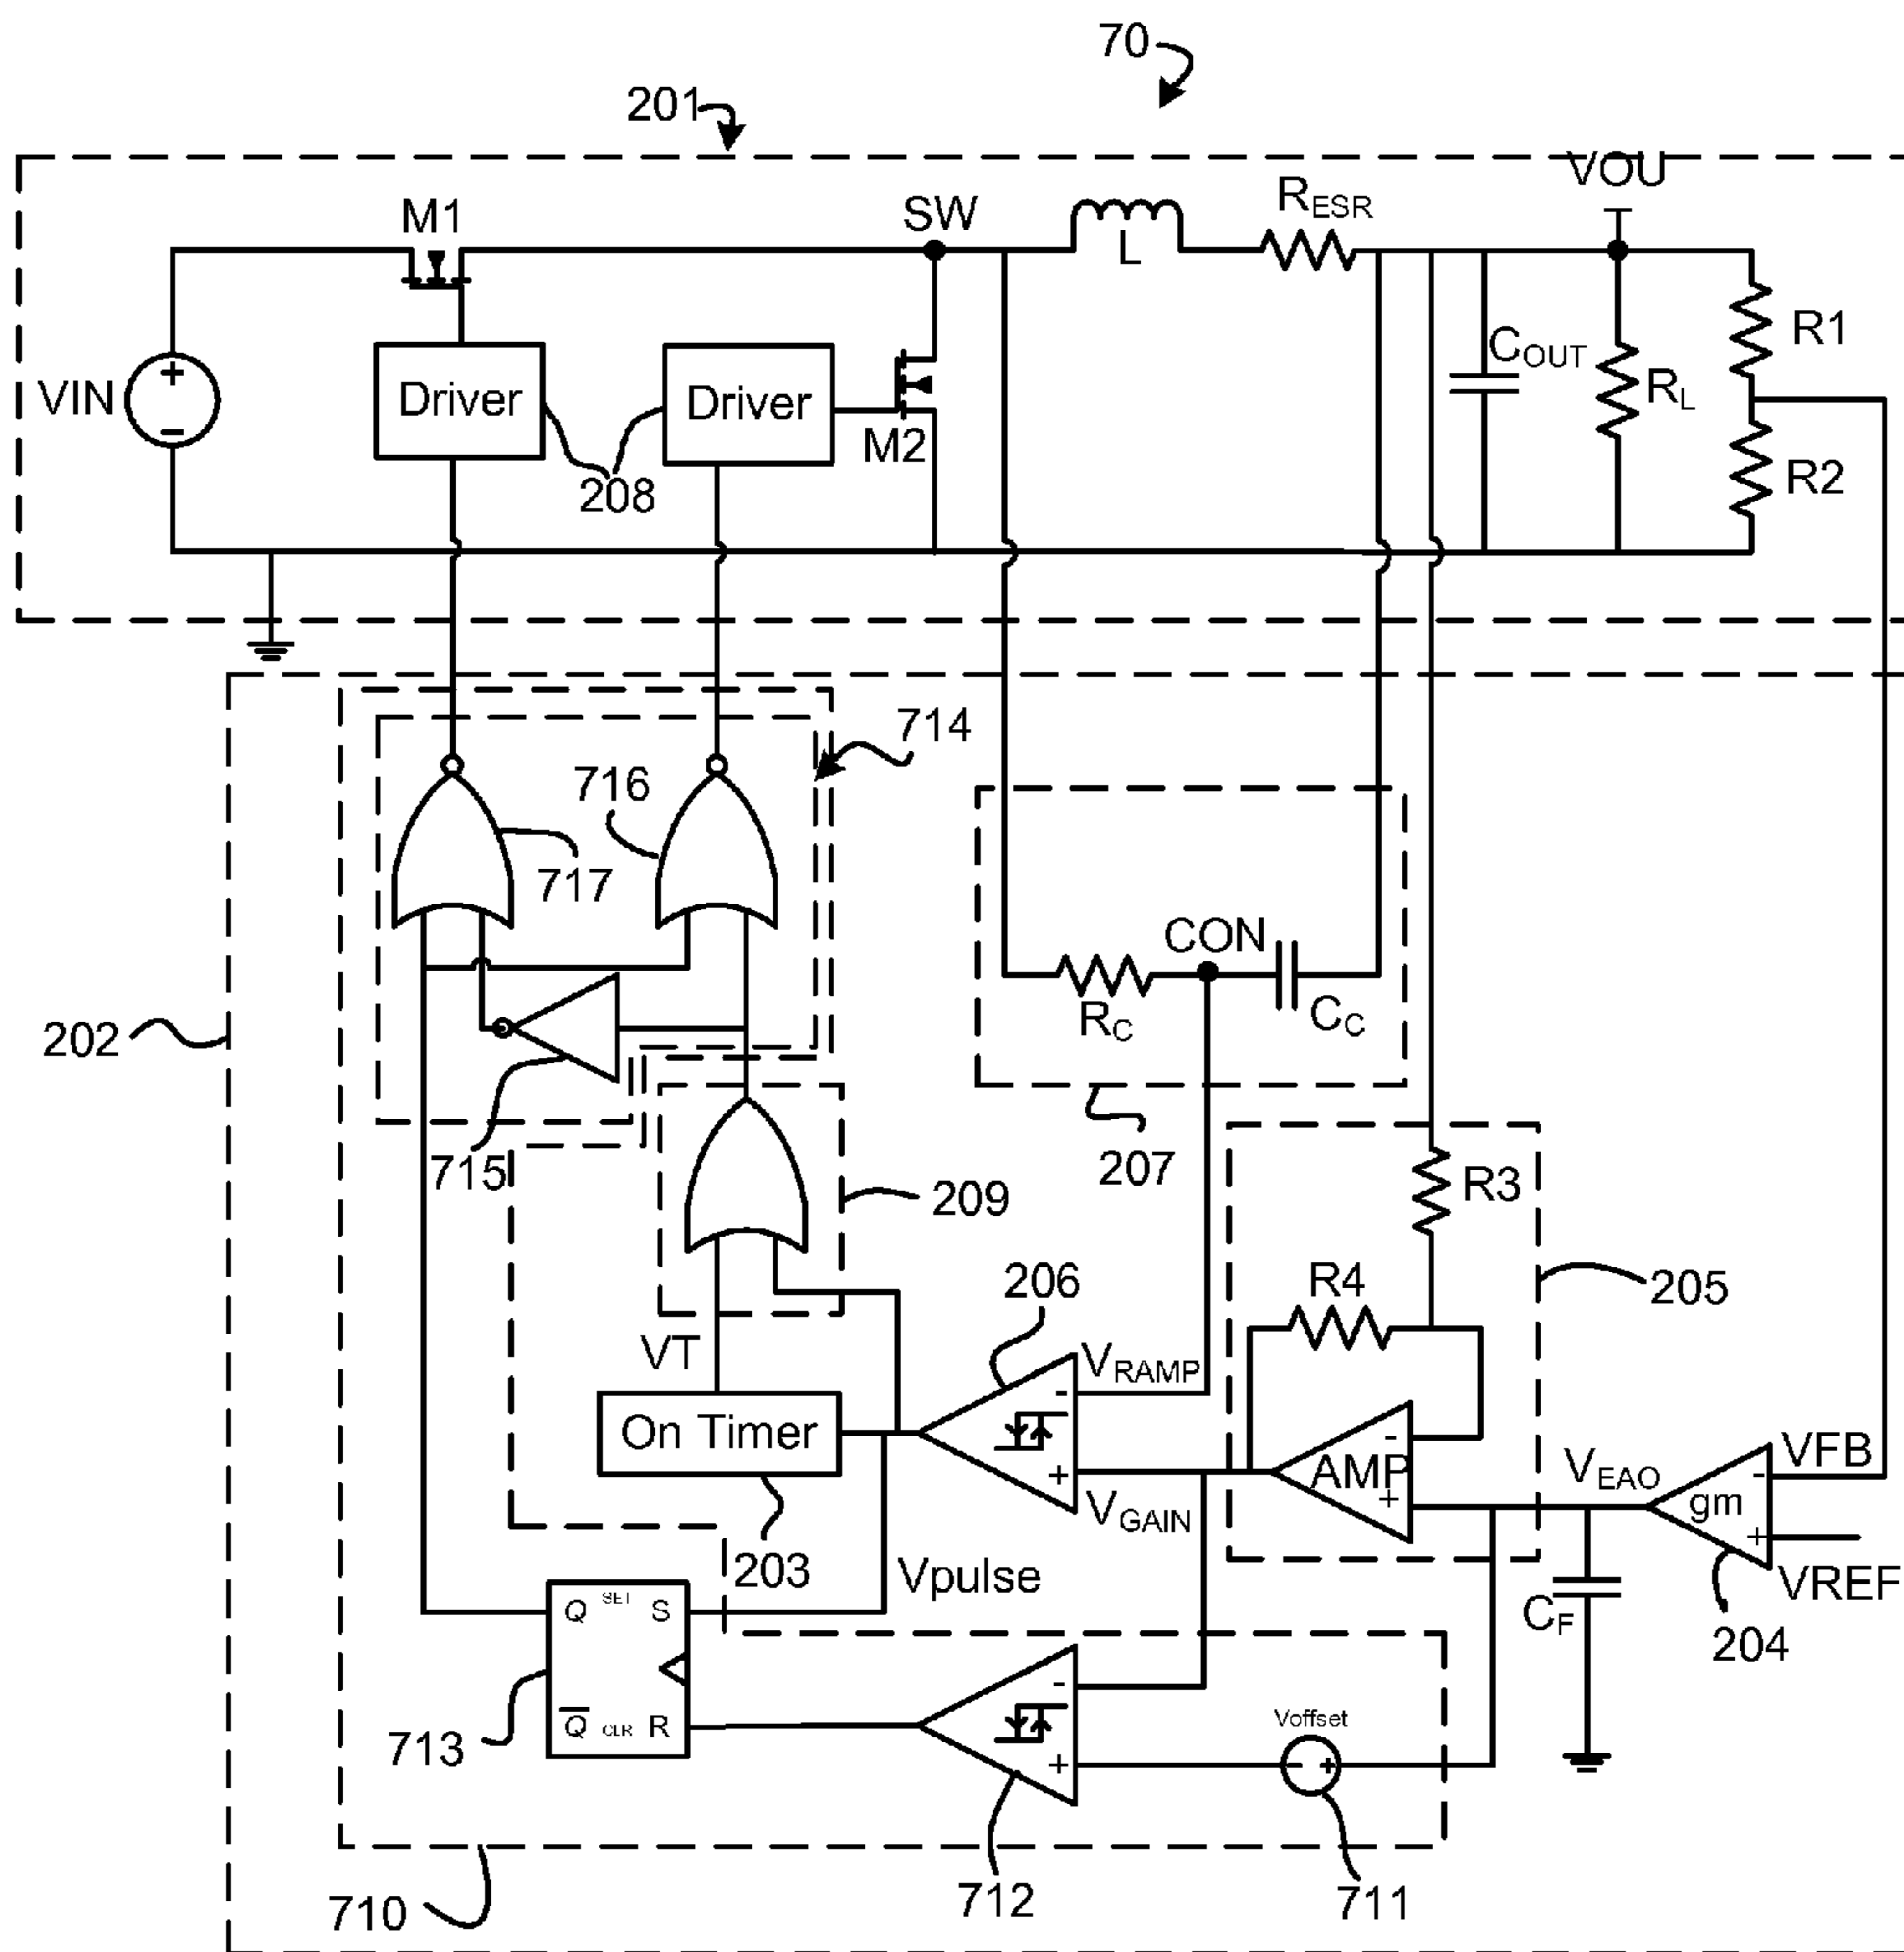 70
201
VOU
T
M1
SW
L
RESR
VIN
+
-
Driver
Driver
208
M2
COUT
RL
R1
R2
714
716
717
CON
RC
CC
202
715
207
209
R3
206
R4
205
VT
VRAMP
-
+
On Timer
203
VGAIN
AMP
-
+
VEAO
VFB
gm
-
+
VREF
204
Vpulse
CF
Q SET S
Q CLR R
713
-
+
Voffset
- +
712
711
710